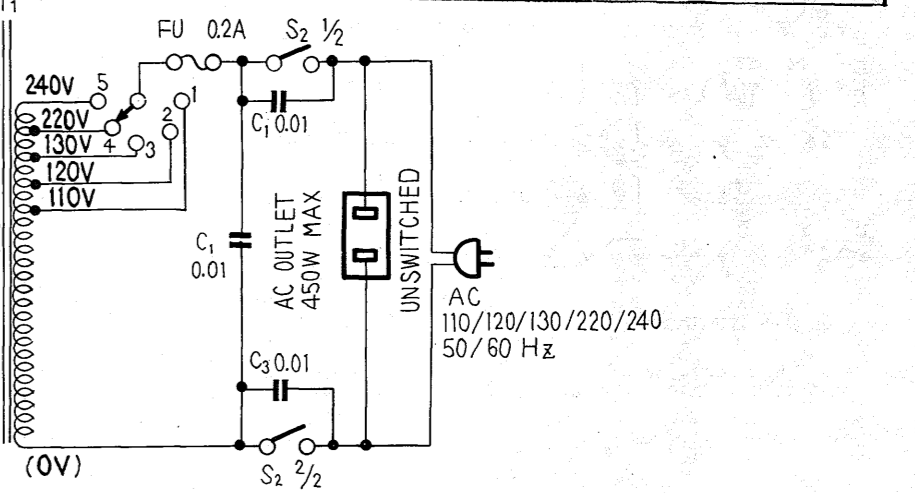 T1
FU 0.2A S2 1/2
240V 5
220V 4
130V 3
120V 2
110V 1
C1 0.01
C1 0.01
AC OUTLET
450W MAX
UNSWITCHED
AC
110/120/130/220/240
50/60 Hz
C3 0.01
(0V)
S2 2/2